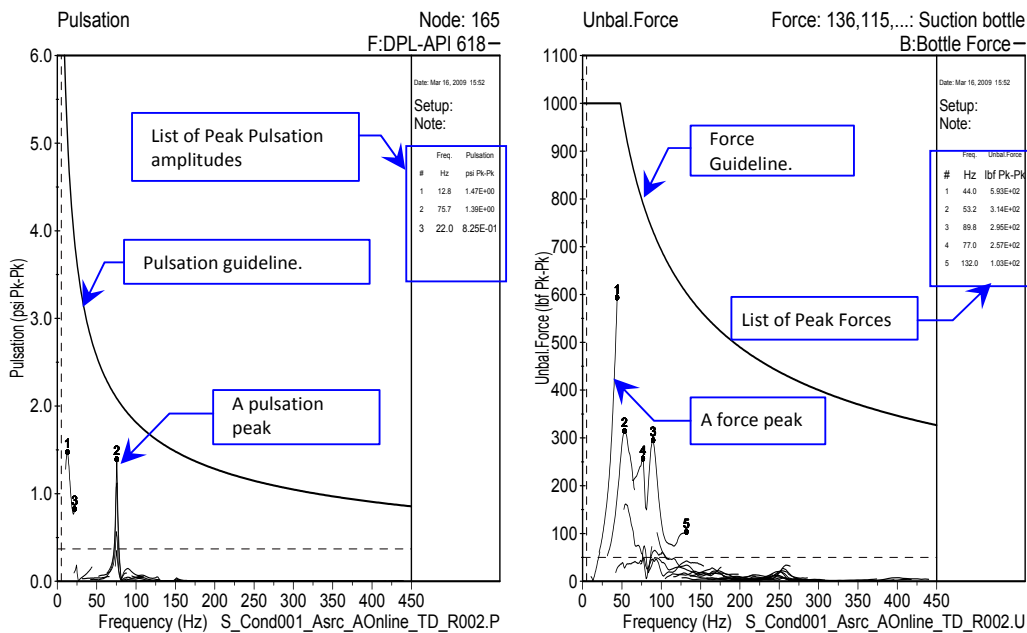 Pulsation Node: 165
F:DPL-API 618
6.0
5.0
4.0
3.0
2.0
1.0
0.0
Pulsation (psi Pk-Pk)
Date: Mar 16, 2009 15:52
Setup:
Note:
Freq. Pulsation
# Hz psi Pk-Pk
1 12.8 1.47E+00
2 75.7 1.39E+00
3 22.0 8.25E-01
List of Peak Pulsation
amplitudes
Pulsation guideline.
A pulsation
peak
1
2
3
0 50 100 150 200 250 300 350 400 450
Frequency (Hz) S_Cond001_Asrc_AOnline_TD_R002.P
Unbal.Force Force: 136,115,...: Suction bottle
B:Bottle Force
1100
1000
900
800
700
600
500
400
300
200
100
0
Unbal.Force (lbf Pk-Pk)
Date: Mar 16, 2009 15:52
Setup:
Note:
Freq. Unbal.Force
# Hz lbf Pk-Pk
1 44.0 5.93E+02
2 53.2 3.14E+02
3 89.8 2.95E+02
4 77.0 2.57E+02
5 132.0 1.03E+02
Force
Guideline.
List of Peak Forces
A force peak
1
2
3
4
5
0 50 100 150 200 250 300 350 400 450
Frequency (Hz) S_Cond001_Asrc_AOnline_TD_R002.U